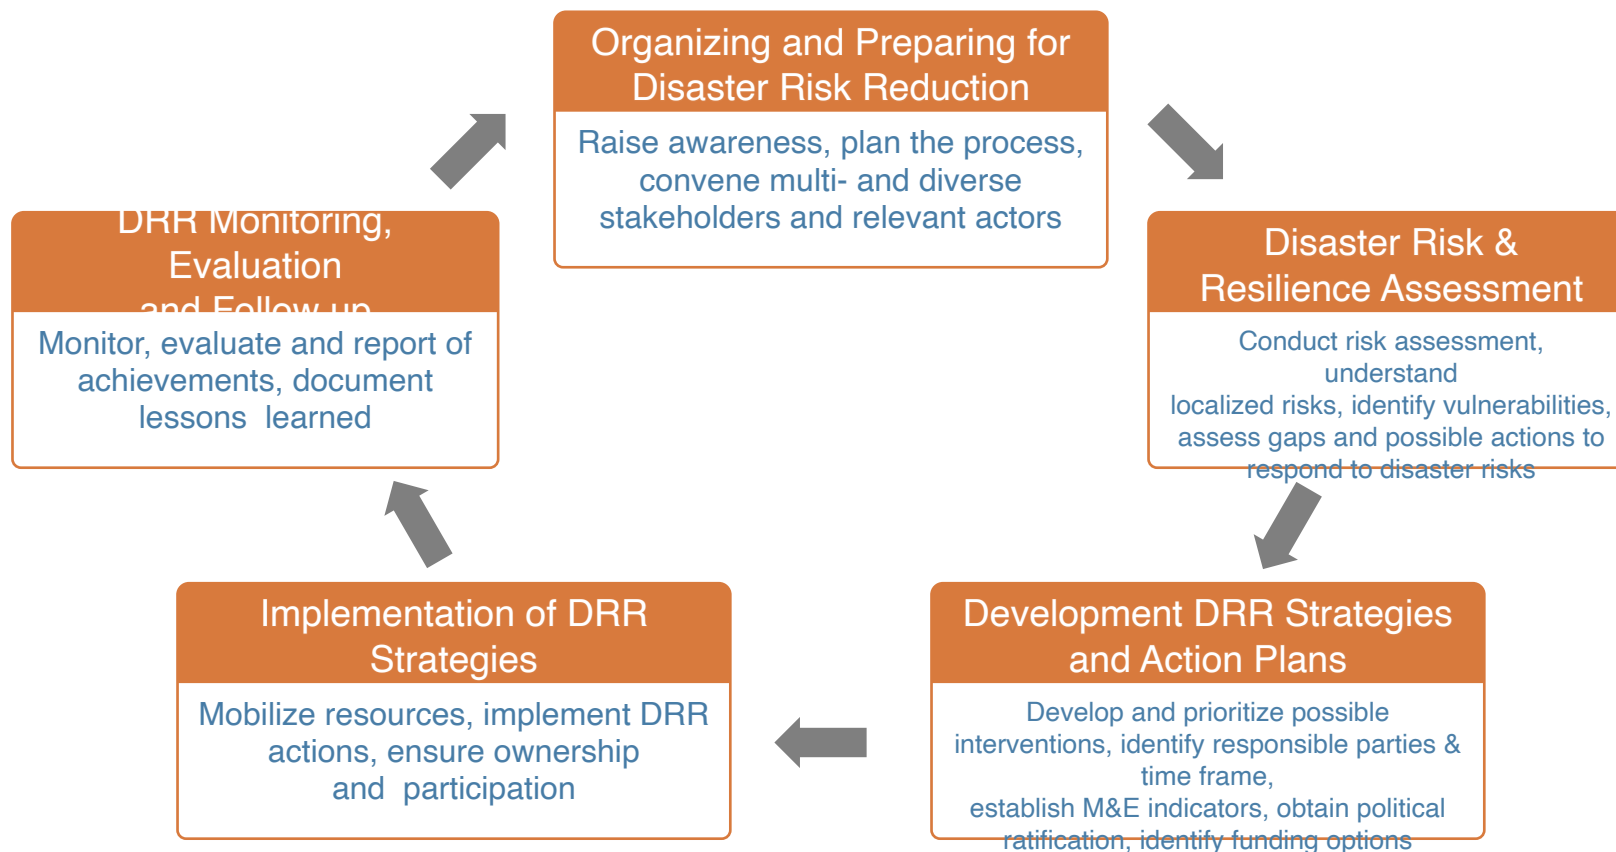 Organizing and Preparing for
Disaster Risk Reduction
Raise awareness, plan the process,
convene multi- and diverse
stakeholders and relevant actors
Disaster Risk &
Resilience Assessment
Conduct risk assessment,
understand
localized risks, identify vulnerabilities,
assess gaps and possible actions to
respond to disaster risks
Development DRR Strategies
and Action Plans
Develop and prioritize possible
interventions, identify responsible parties &
time frame,
establish M&E indicators, obtain political
ratification, identify funding options
Implementation of DRR
Strategies
Mobilize resources, implement DRR
actions, ensure ownership
and  participation
DRR Monitoring,
Evaluation
and Follow up
Monitor, evaluate and report of
achievements, document
lessons  learned